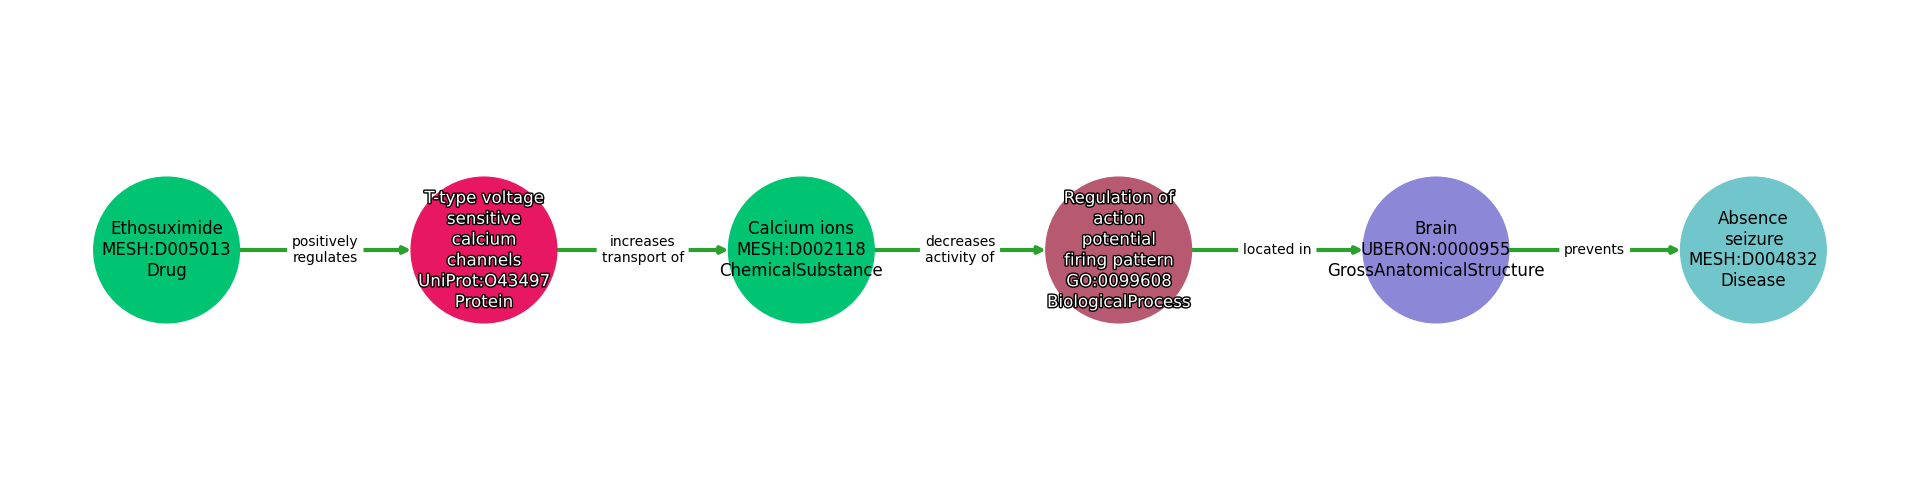 Ethosuximide
MESH:D005013
Drug
positively
regulates
T-type voltage
sensitive
calcium
channels
UniProt:O43497
Protein
increases
transport of
Calcium ions
MESH:D002118
ChemicalSubstance
decreases
activity of
Regulation of
action
potential
firing pattern
GO:0099608
BiologicalProcess
located in
Brain
UBERON:0000955
GrossAnatomicalStructure
prevents
Absence
seizure
MESH:D004832
Disease